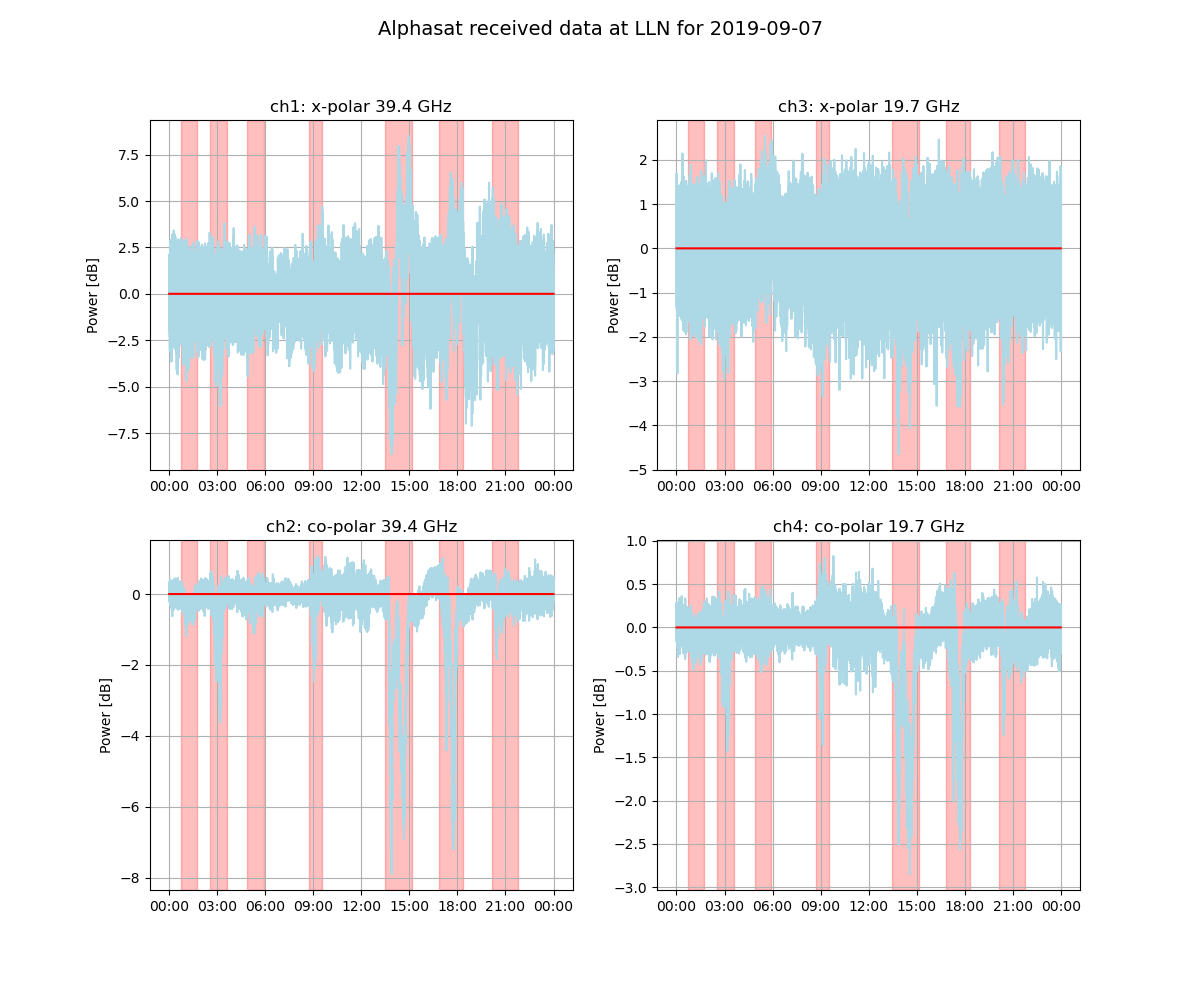 Alphasat received data at LLN for 2019-09-07
ch1: x-polar 39.4 GHz
Power [dB]
7.5
5.0
2.5
0.0
−2.5
−5.0
−7.5
00:00 03:00 06:00 09:00 12:00 15:00 18:00 21:00 00:00
ch3: x-polar 19.7 GHz
Power [dB]
2
1
0
−1
−2
−3
−4
−5
00:00 03:00 06:00 09:00 12:00 15:00 18:00 21:00 00:00
ch2: co-polar 39.4 GHz
Power [dB]
0
−2
−4
−6
−8
00:00 03:00 06:00 09:00 12:00 15:00 18:00 21:00 00:00
ch4: co-polar 19.7 GHz
Power [dB]
1.0
0.5
0.0
−0.5
−1.0
−1.5
−2.0
−2.5
−3.0
00:00 03:00 06:00 09:00 12:00 15:00 18:00 21:00 00:00